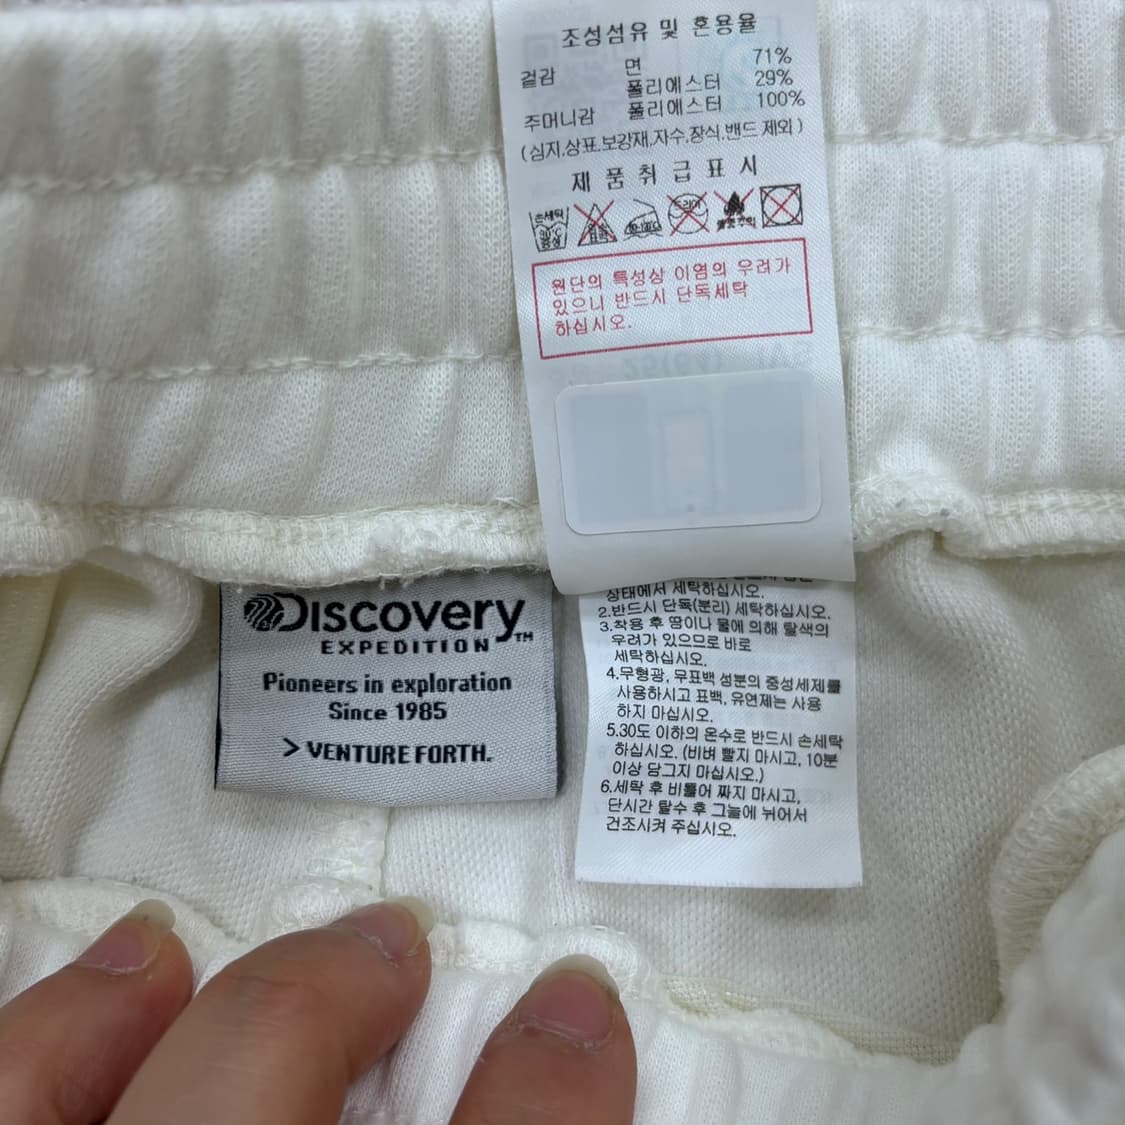 조성섬유 및 혼용율
겉감 면 71%
폴리에스터 29%
주머니감 폴리에스터 100%
(심지.상표.보강재.자수.장식.밴드 제외)
제 품 취 급 표 시
손세탁
30°C
중성
드라이
원단의 특성상 이염의 우려가
있으니 반드시 단독세탁
하십시오.
Discovery™
EXPEDITION
Pioneers in exploration
Since 1985
> VENTURE FORTH.
상태에서 세탁하십시오.
2.반드시 단독(분리) 세탁하십시오.
3.착용 후 땀이나 물에 의해 탈색의
우려가 있으므로 바로
세탁하십시오.
4.무형광, 무표백 성분의 중성세제를
사용하시고 표백, 유연제는 사용
하지 마십시오.
5.30도 이하의 온수로 반드시 손세탁
하십시오. (비벼 빨지 마시고, 10분
이상 담그지 마십시오.)
6.세탁 후 비틀어 짜지 마시고,
단시간 탈수 후 그늘에 뉘어서
건조시켜 주십시오.